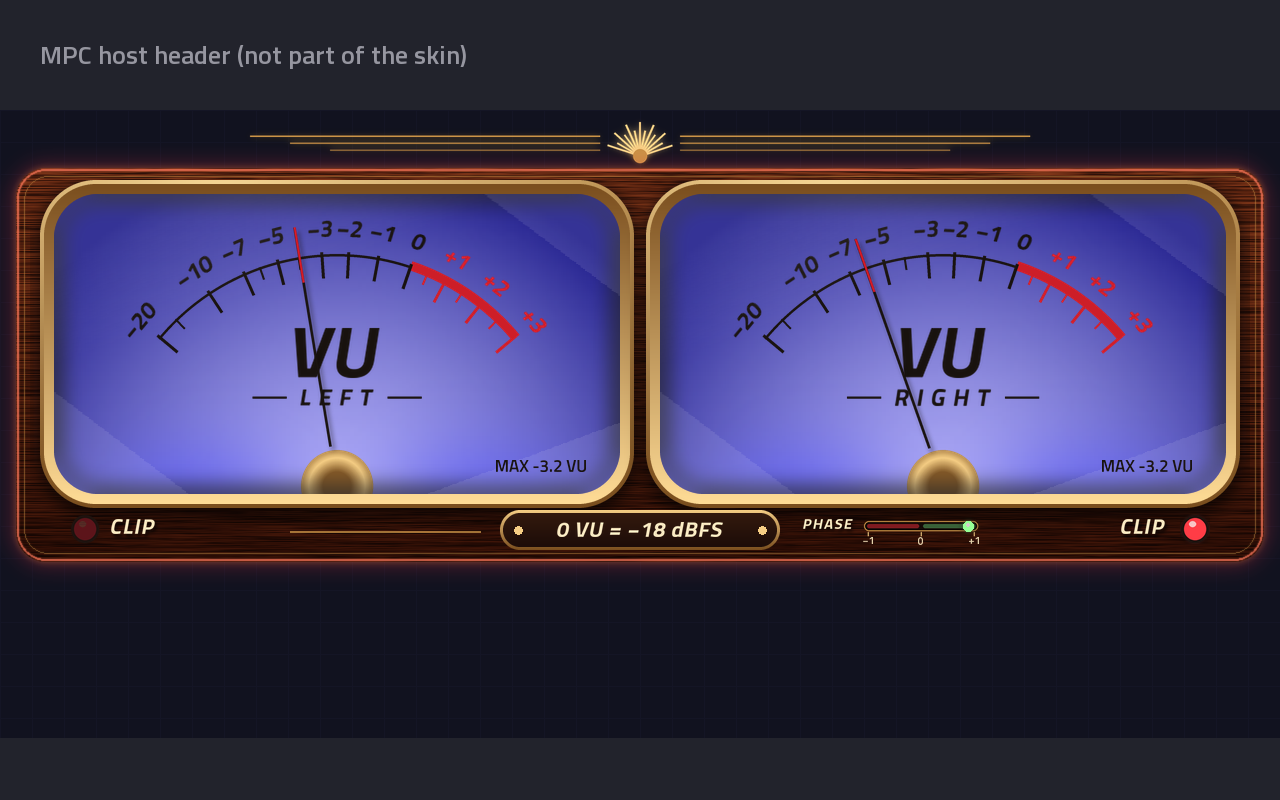 MPC host header (not part of the skin)
−20 −10 −7 −5 −3 −2 −1 0 +1 +2 +3
VU
LEFT
MAX -3.2 VU
−20 −10 −7 −5 −3 −2 −1 0 +1 +2 +3
VU
RIGHT
MAX -3.2 VU
CLIP
0 VU = −18 dBFS
PHASE
−1 0 +1
CLIP